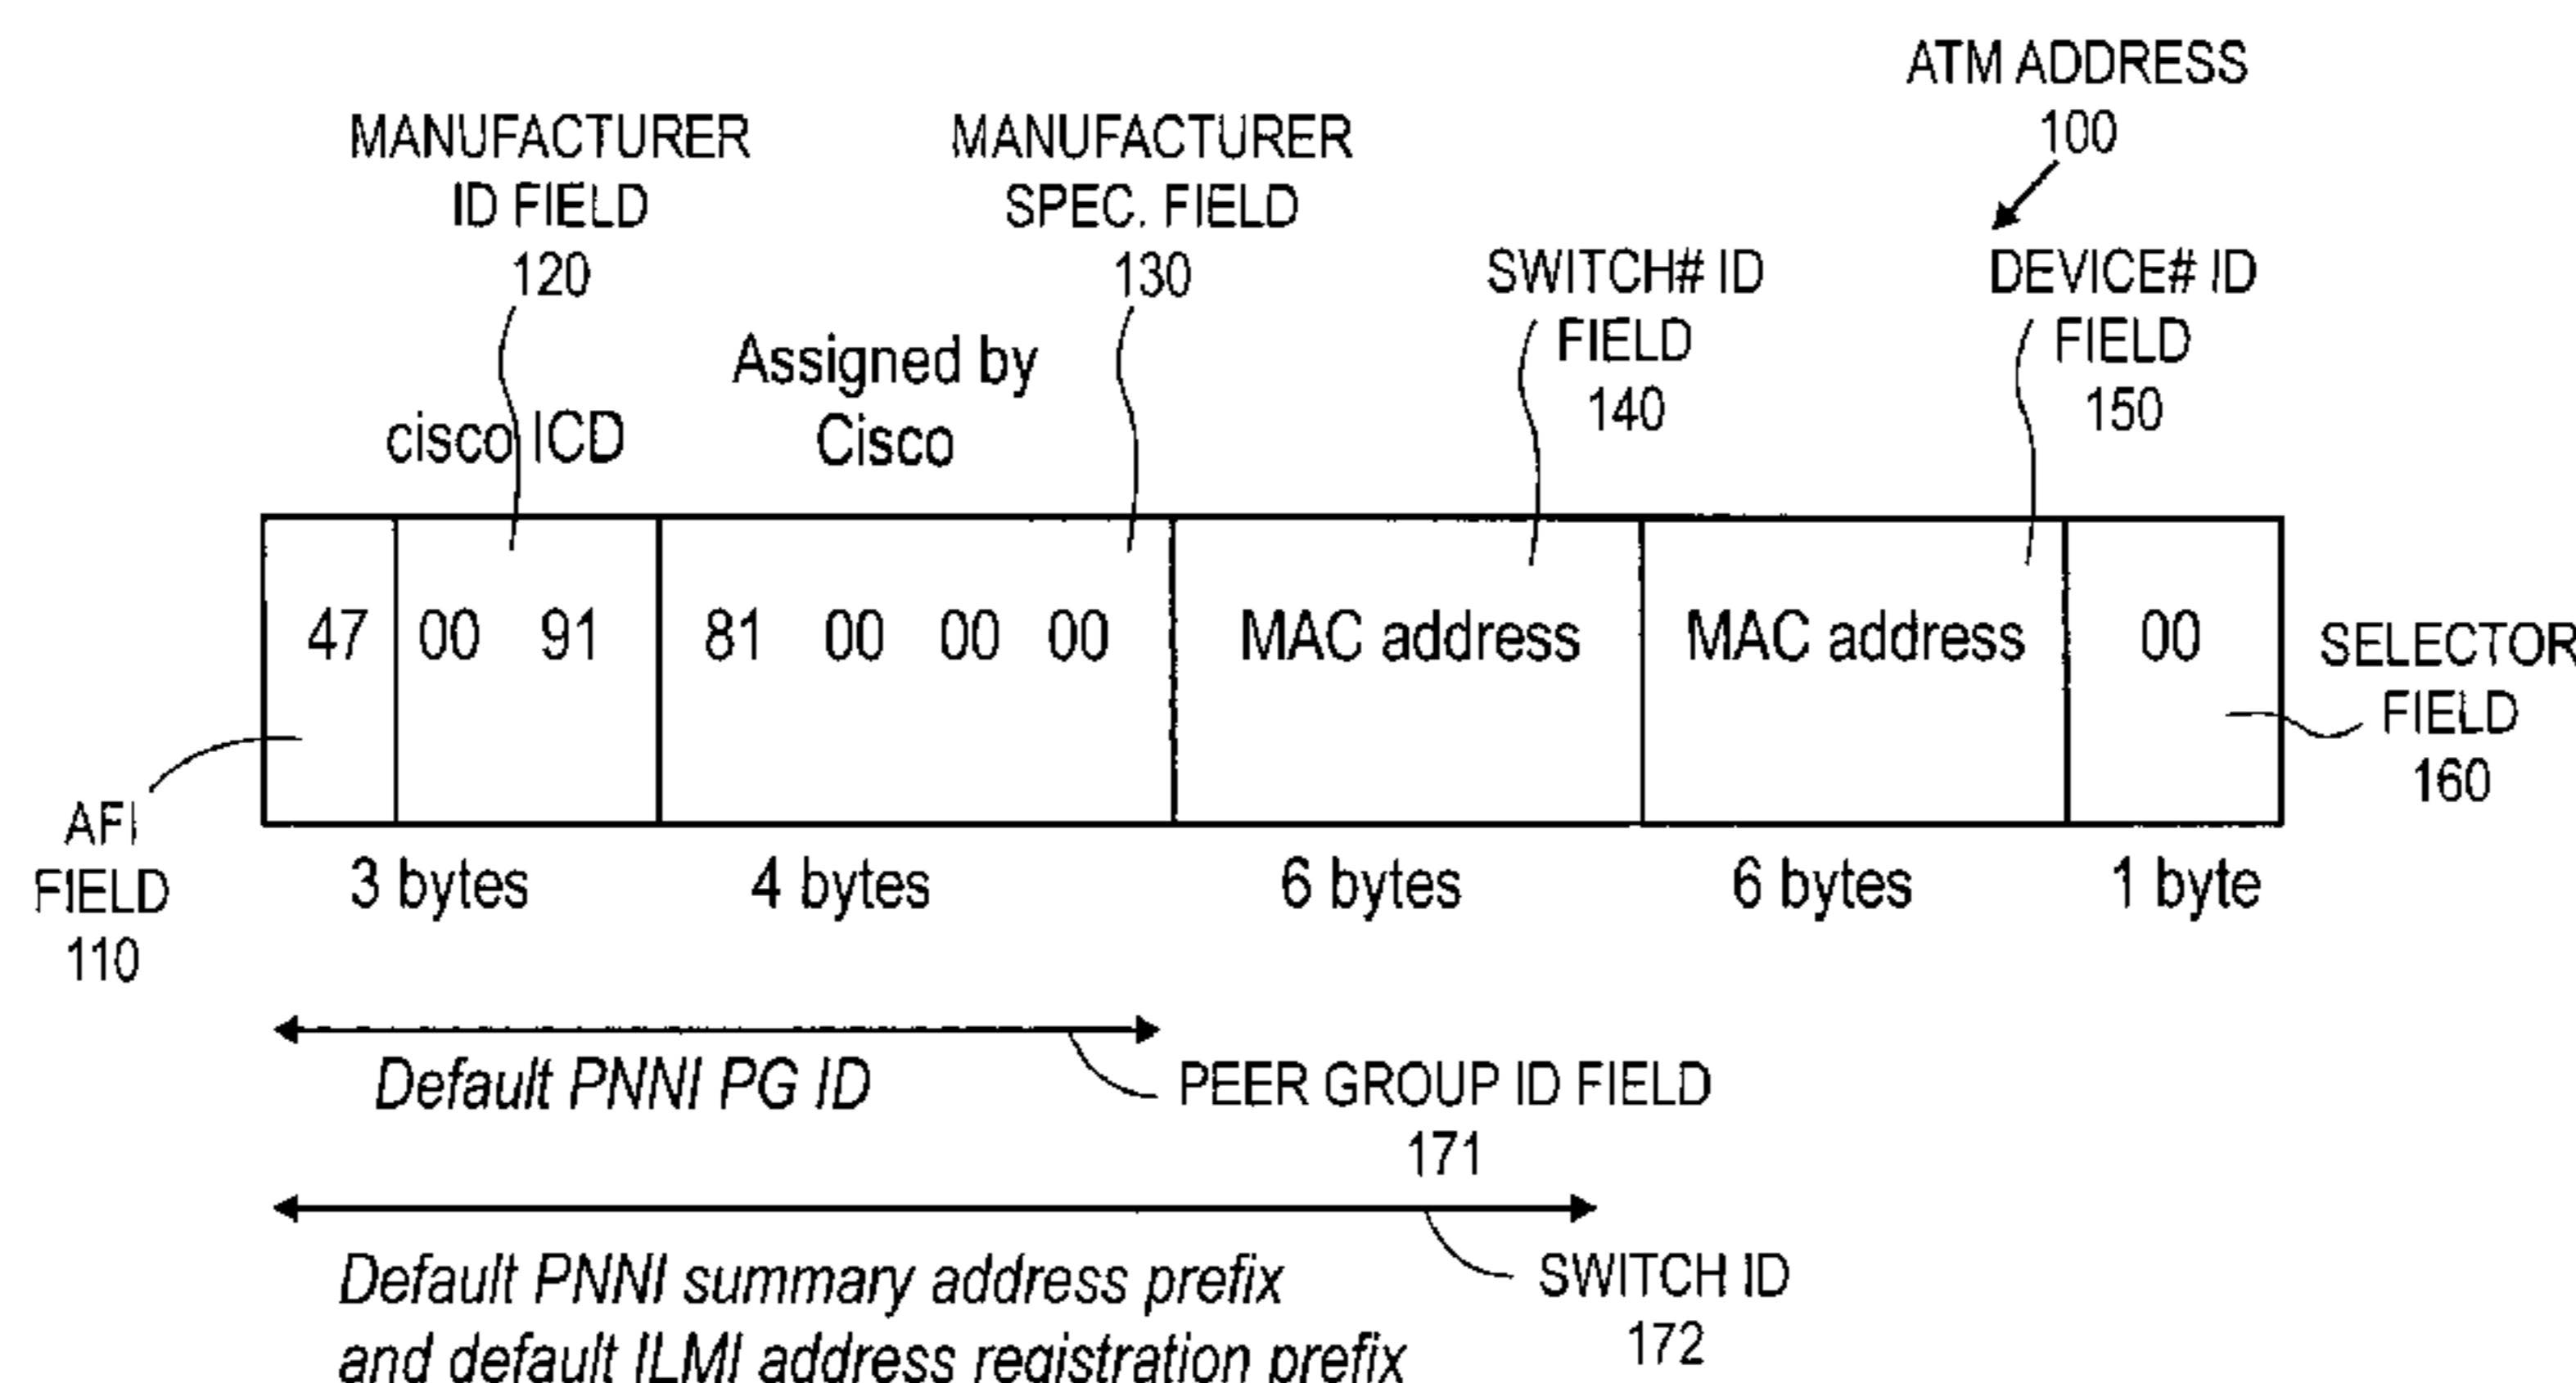 ATM ADDRESS
100
MANUFACTURER
ID FIELD
120
MANUFACTURER
SPEC. FIELD
130
SWITCH# ID
FIELD
140
DEVICE# ID
FIELD
150
cisco ICD
Assigned by
Cisco
47 00 91 81 00 00 00 MAC address MAC address 00
SELECTOR
FIELD
160
AFI
FIELD
110
3 bytes 4 bytes 6 bytes 6 bytes 1 byte
Default PNNI PG ID
PEER GROUP ID FIELD
171
Default PNNI summary address prefix
and default ILMI address registration prefix
SWITCH ID
172